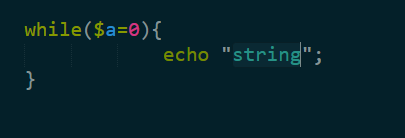 while($a=0){
echo "string";
}